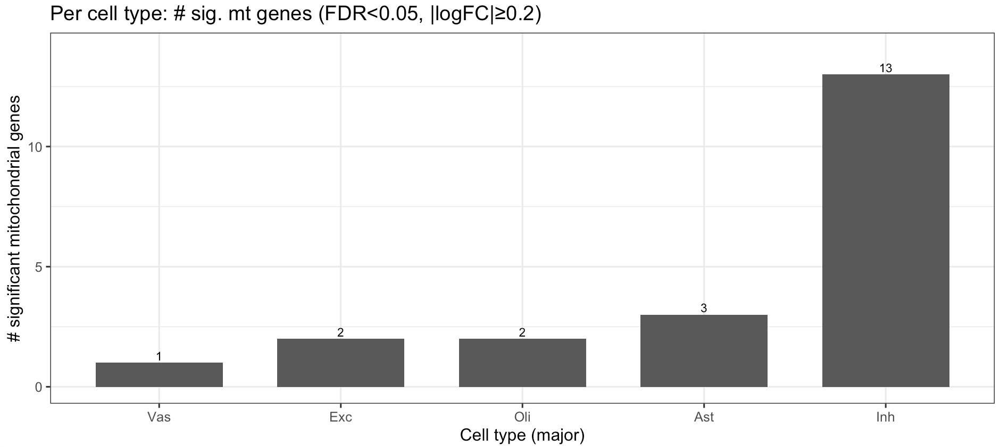 Per cell type: # sig. mt genes (FDR<0.05, |logFC|≥0.2)
# significant mitochondrial genes
13
10
5
3
2
2
1
0
Vas Exc Oli Ast Inh
Cell type (major)